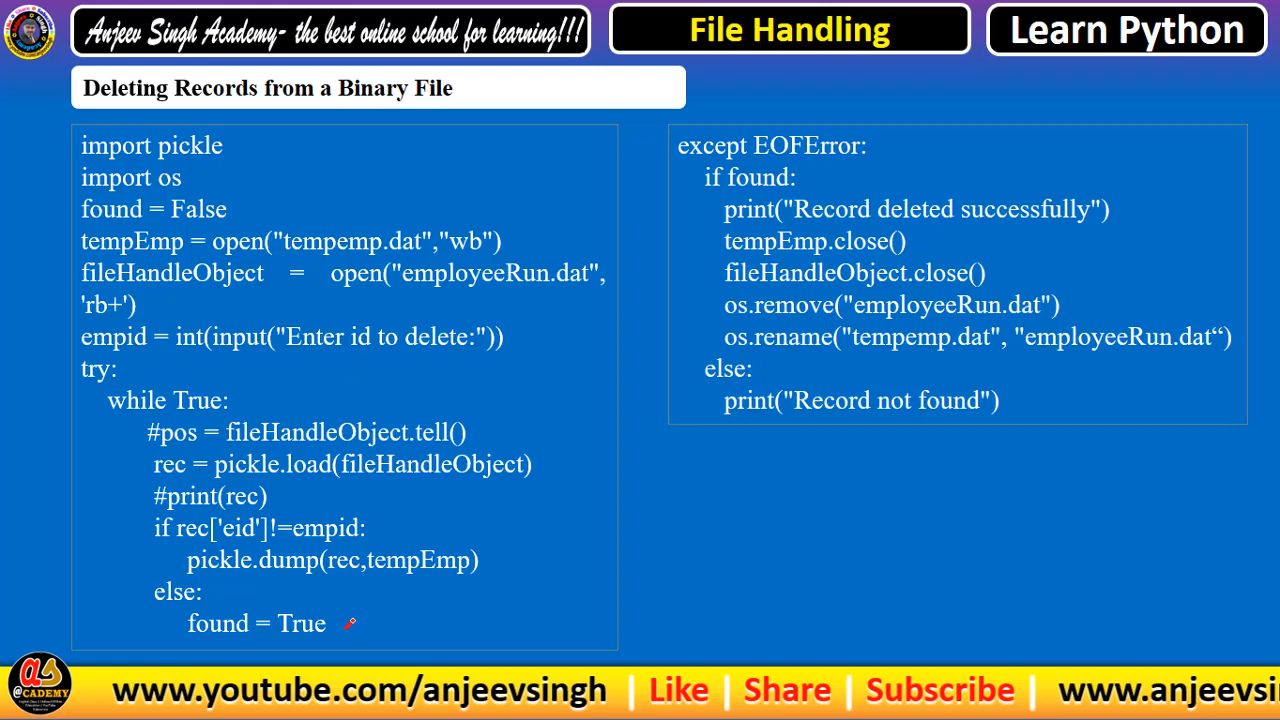 Anjeev Singh Academy- the best online school for learning!!!
File Handling
Learn Python
Deleting Records from a Binary File
import pickle
import os
found = False
tempEmp = open("tempemp.dat","wb")
fileHandleObject = open("employeeRun.dat",
'rb+')
empid = int(input("Enter id to delete:"))
try:
while True:
#pos = fileHandleObject.tell()
rec = pickle.load(fileHandleObject)
#print(rec)
if rec['eid']!=empid:
pickle.dump(rec,tempEmp)
else:
found = True
except EOFError:
if found:
print("Record deleted successfully")
tempEmp.close()
fileHandleObject.close()
os.remove("employeeRun.dat")
os.rename("tempemp.dat", "employeeRun.dat“)
else:
print("Record not found")
@CADEMY
www.youtube.com/anjeevsingh | Like | Share | Subscribe | www.anjeevsi